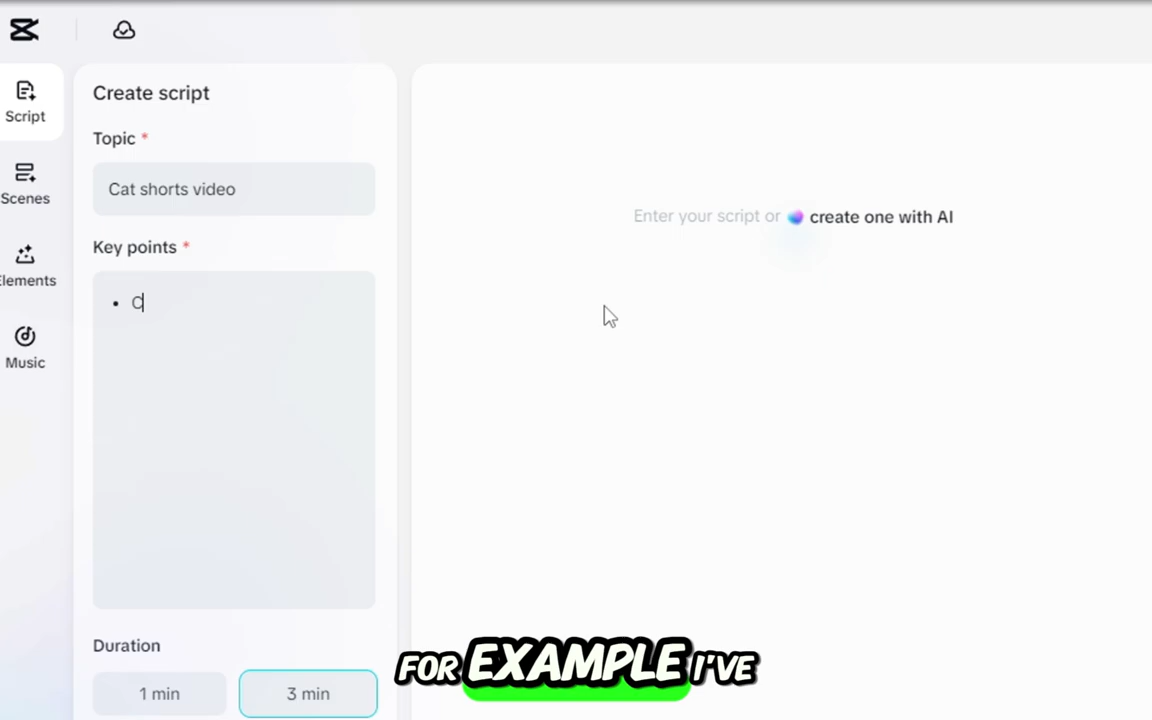 Create script
Script
Topic *
Cat shorts video
Scenes
Enter your script or create one with AI
Key points *
Elements
• C
Music
Duration
1 min
3 min
FOR EXAMPLE I'VE